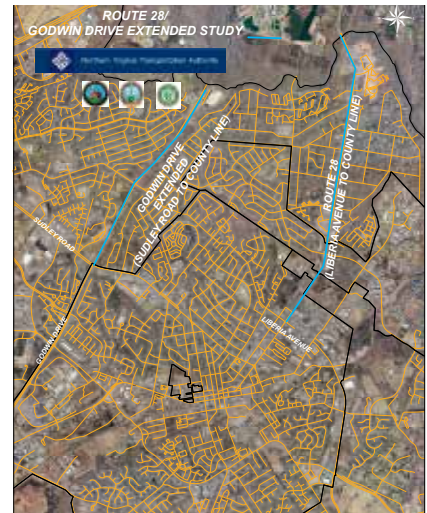 ROUTE 28/
GODWIN DRIVE EXTENDED STUDY
Northern Virginia Transportation Authority
GODWIN DRIVE
EXTENDED
(SUDLEY ROAD TO COUNTY LINE)
ROUTE 28
(LIBERIA AVENUE TO COUNTY LINE)
SUDLEY ROAD
GODWIN DRIVE
LIBERIA AVENUE